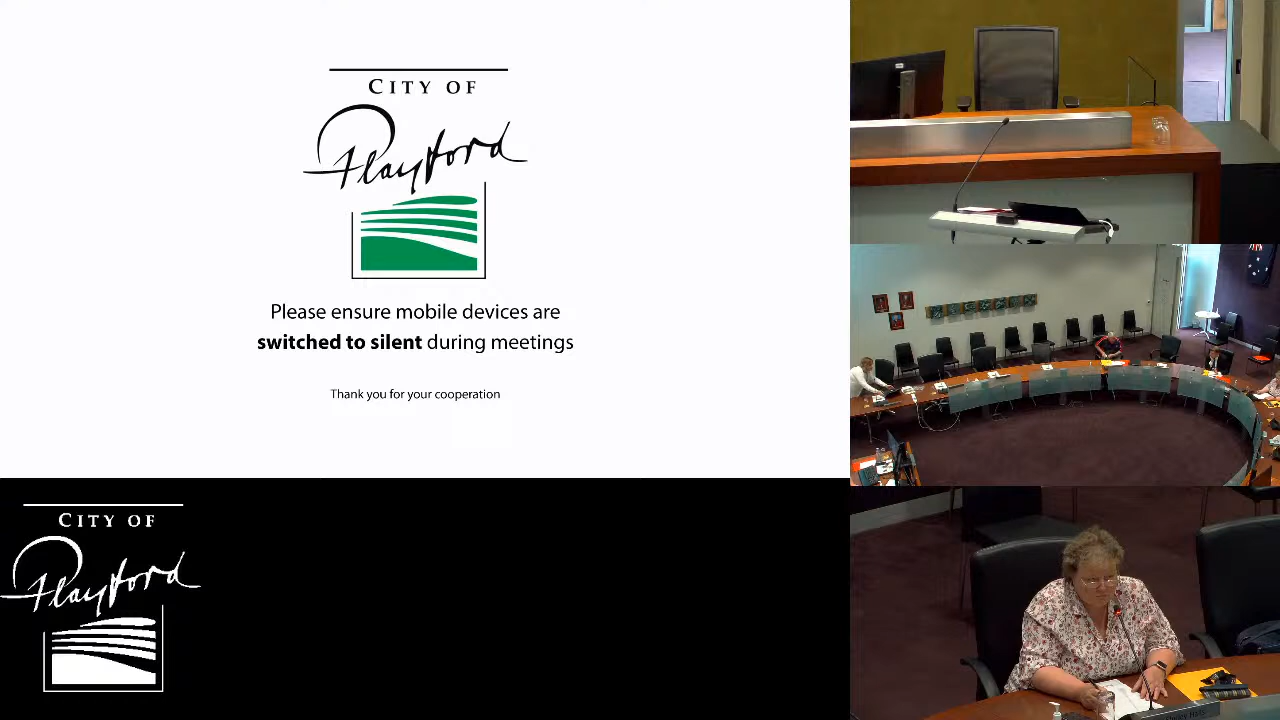 CITY OF
Playford
Please ensure mobile devices are
switched to silent during meetings
Thank you for your cooperation
CITY OF
Playford